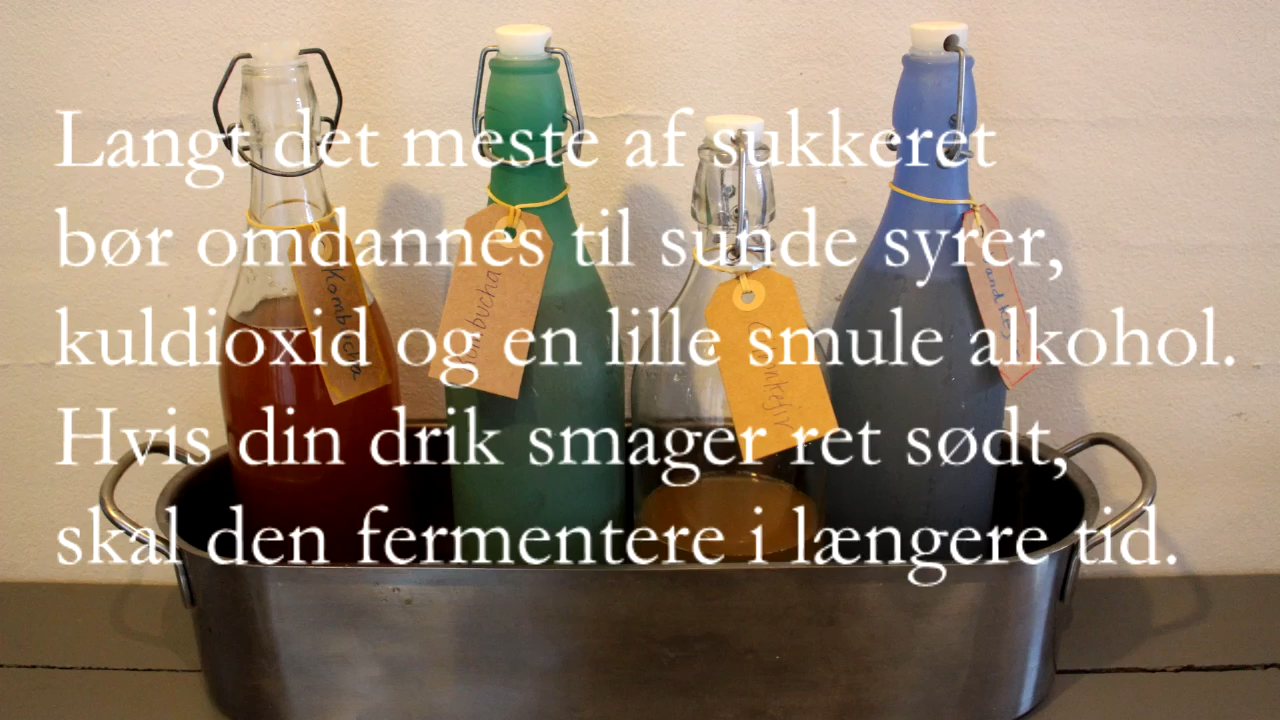 Langt det meste af sukkeret
bør omdannes til sunde syrer,
kuldioxid og en lille smule alkohol.
Hvis din drik smager ret sødt,
skal den fermentere i længere tid.
Kombucha